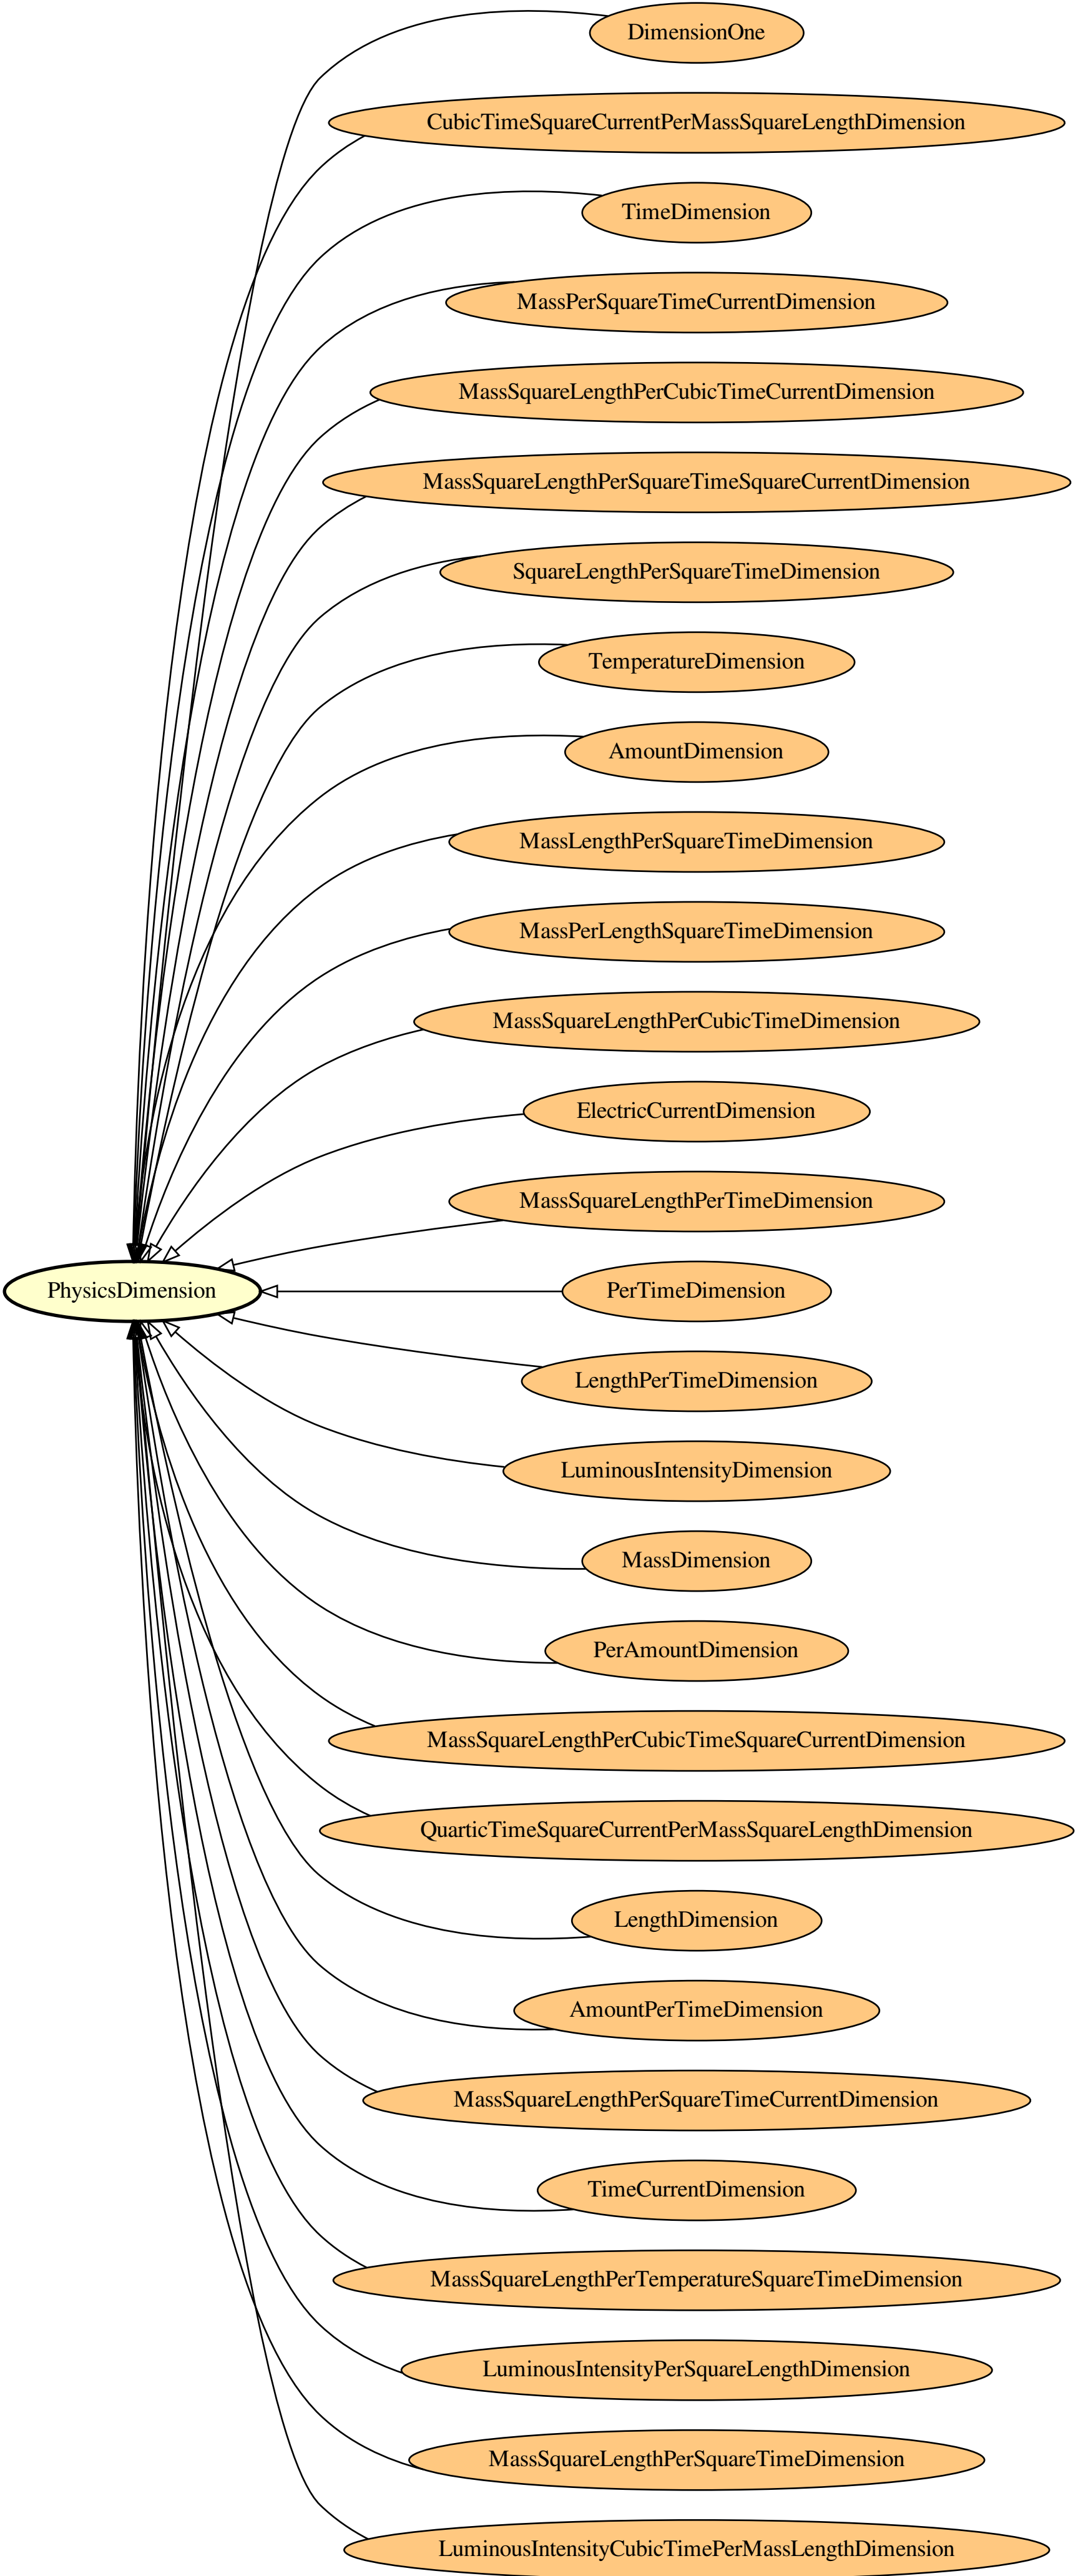 DimensionOne
CubicTimeSquareCurrentPerMassSquareLengthDimension
TimeDimension
MassPerSquareTimeCurrentDimension
MassSquareLengthPerCubicTimeCurrentDimension
MassSquareLengthPerSquareTimeSquareCurrentDimension
SquareLengthPerSquareTimeDimension
TemperatureDimension
AmountDimension
MassLengthPerSquareTimeDimension
MassPerLengthSquareTimeDimension
MassSquareLengthPerCubicTimeDimension
ElectricCurrentDimension
MassSquareLengthPerTimeDimension
PhysicsDimension
PerTimeDimension
LengthPerTimeDimension
LuminousIntensityDimension
MassDimension
PerAmountDimension
MassSquareLengthPerCubicTimeSquareCurrentDimension
QuarticTimeSquareCurrentPerMassSquareLengthDimension
LengthDimension
AmountPerTimeDimension
MassSquareLengthPerSquareTimeCurrentDimension
TimeCurrentDimension
MassSquareLengthPerTemperatureSquareTimeDimension
LuminousIntensityPerSquareLengthDimension
MassSquareLengthPerSquareTimeDimension
LuminousIntensityCubicTimePerMassLengthDimension